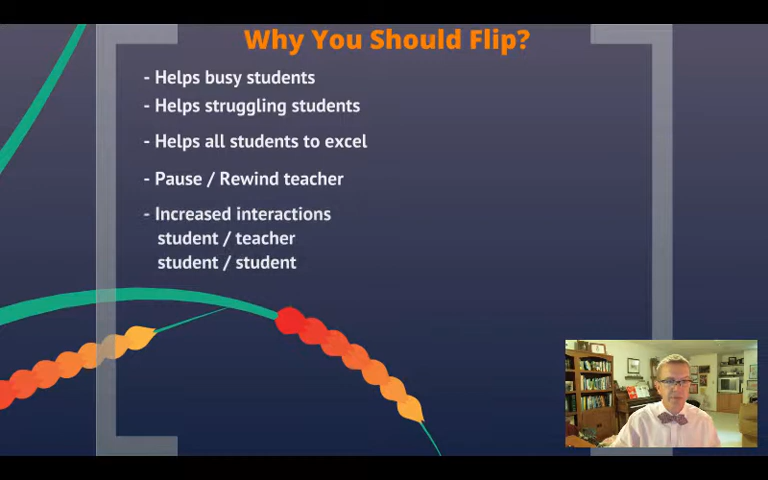 Why You Should Flip?
- Helps busy students
- Helps struggling students
- Helps all students to excel
- Pause / Rewind teacher
- Increased interactions
student / teacher
student / student